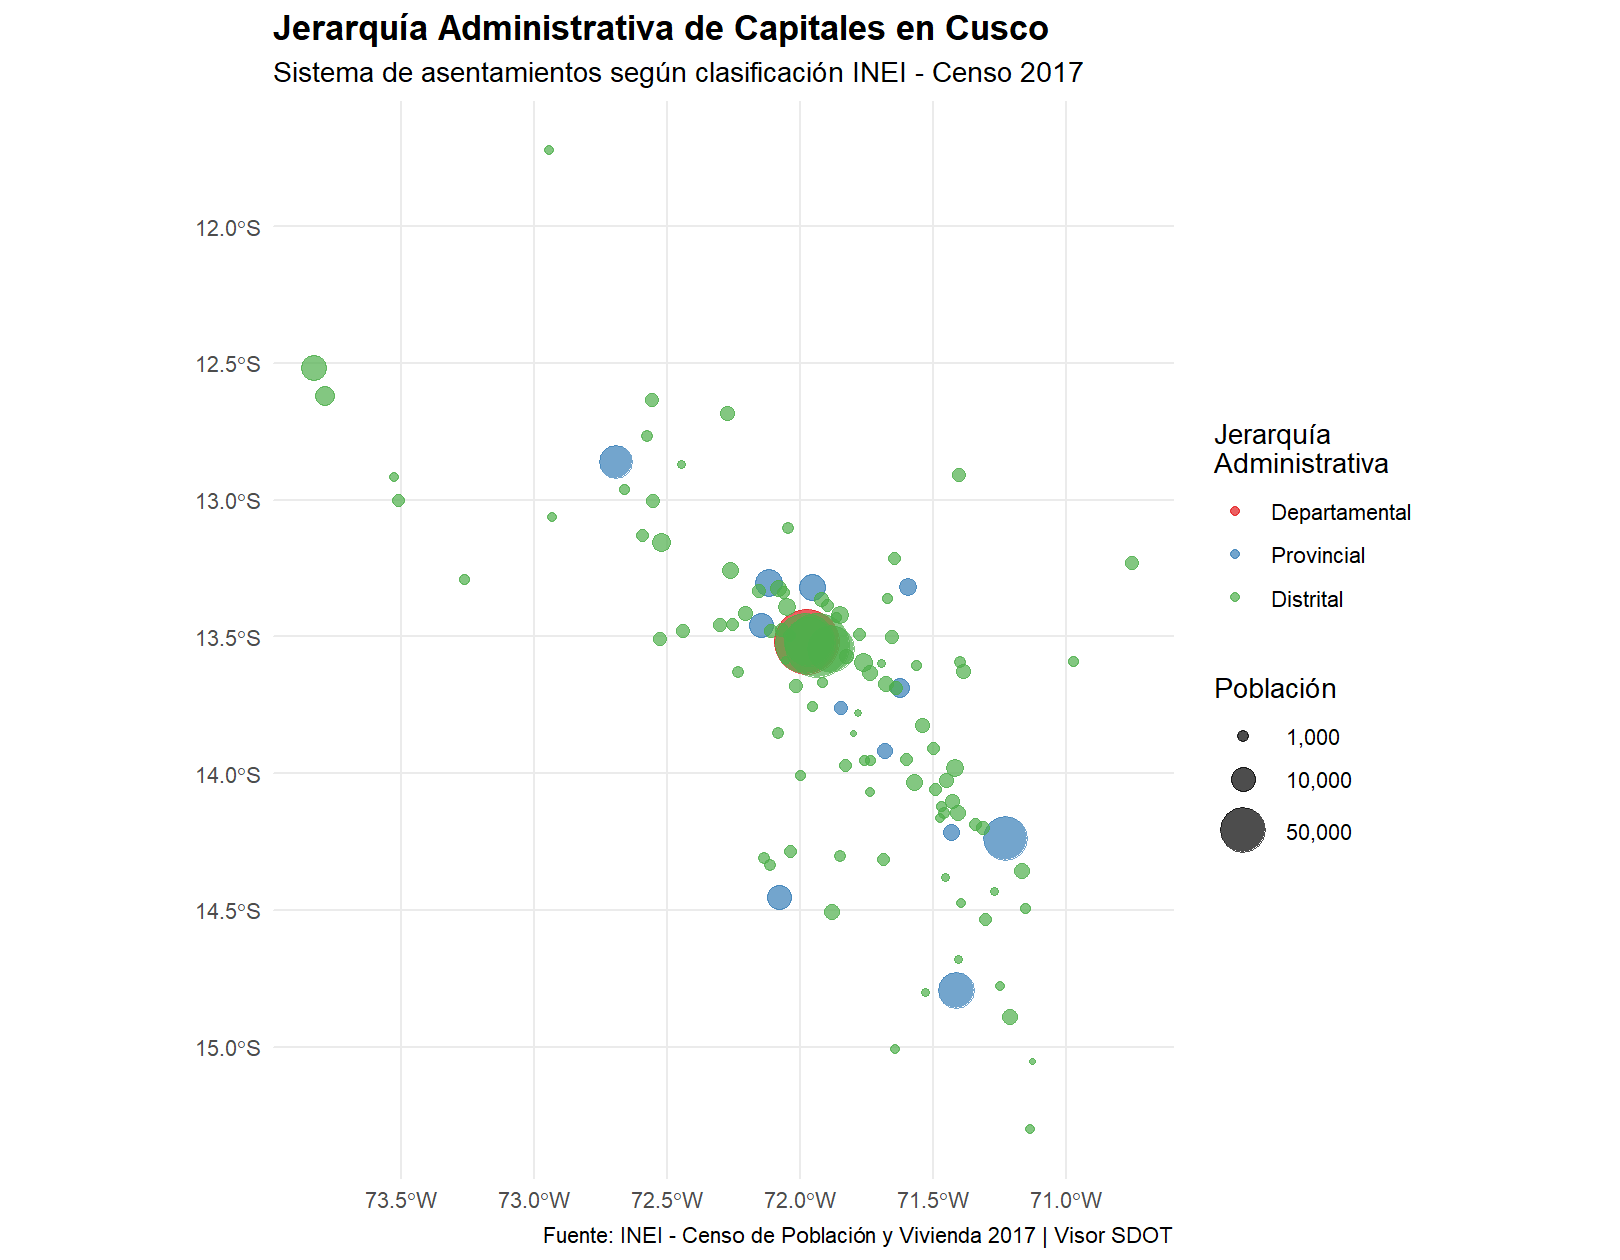 Jerarquía Administrativa de Capitales en Cusco
Sistema de asentamientos según clasificación INEI - Censo 2017
12.0°S
12.5°S
13.0°S
13.5°S
14.0°S
14.5°S
15.0°S
73.5°W
73.0°W
72.5°W
72.0°W
71.5°W
71.0°W
Jerarquía
Administrativa
Departamental
Provincial
Distrital
Población
1,000
10,000
50,000
Fuente: INEI - Censo de Población y Vivienda 2017 | Visor SDOT